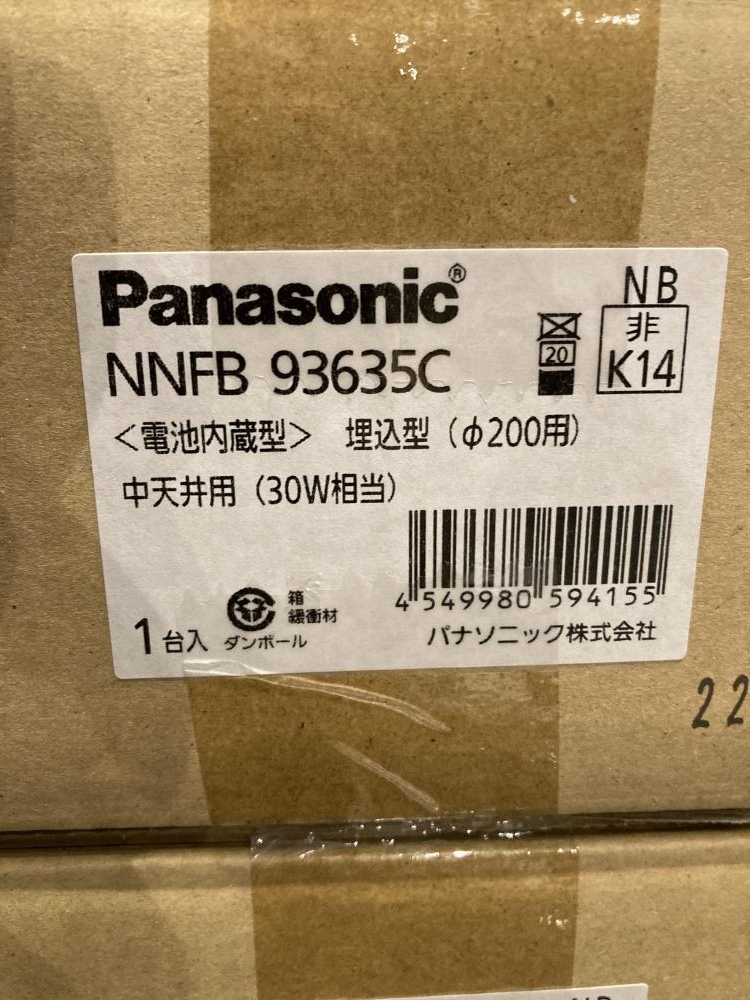 Panasonic®
NB
NNFB 93635C
20
非
K14
<電池内蔵型> 埋込型(φ200用)
中天井用(30W相当)
4 549980 594155
箱
緩衝材
1台入
ダンボール
パナソニック株式会社
22